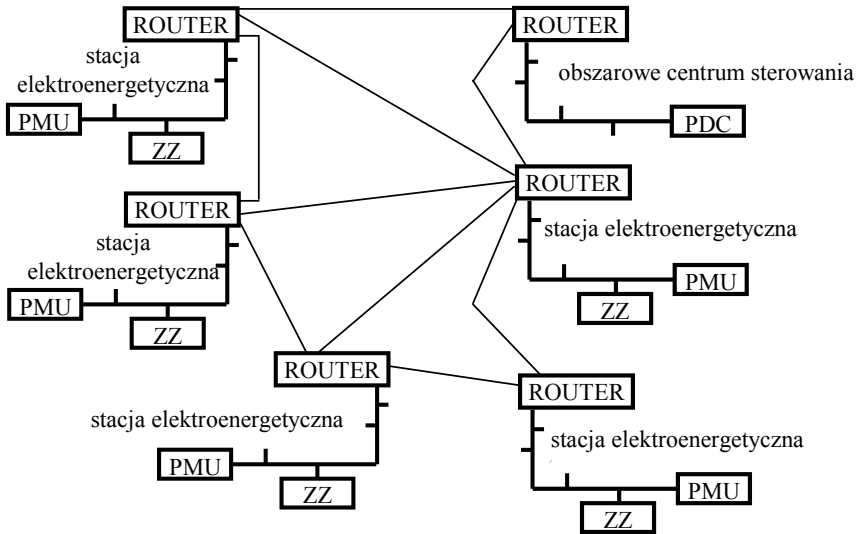 ROUTER
stacja
elektroenergetyczna
PMU
ZZ
ROUTER
obszarowe centrum sterowania
PDC
ROUTER
stacja
elektroenergetyczna
PMU
ZZ
ROUTER
stacja elektroenergetyczna
PMU
ZZ
ROUTER
stacja elektroenergetyczna
PMU
ZZ
ROUTER
stacja elektroenergetyczna
PMU
ZZ